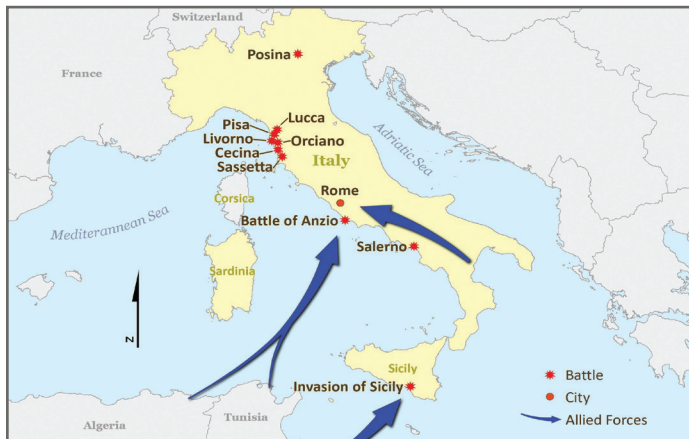 Switzerland
France
Posina
Lucca
Pisa
Livorno
Orciano
Cecina
Italy
Sassetta
Adriatic Sea
Corsica
Rome
Mediterannean Sea
Battle of Anzio
Salerno
Sardinia
N
Sicily
Invasion of Sicily
Battle
City
Allied Forces
Algeria
Tunisia